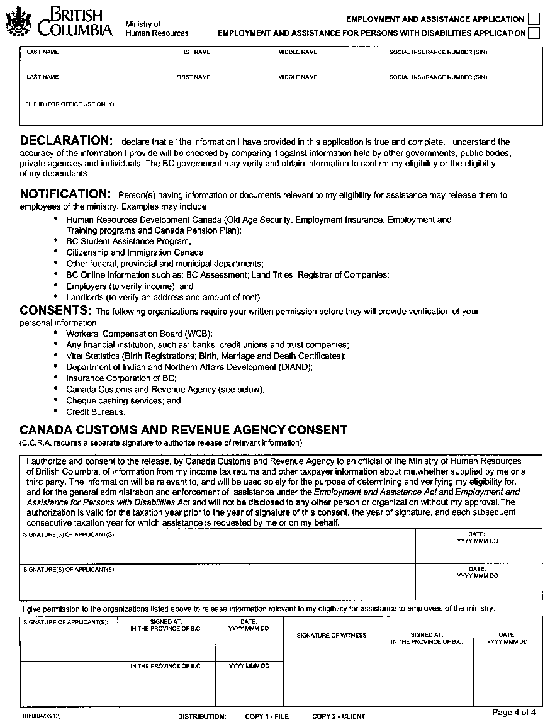 BRITISH
COLUMBIA
Ministry of
Human Resources
EMPLOYMENT AND ASSISTANCE APPLICATION
EMPLOYMENT AND ASSISTANCE FOR PERSONS WITH DISABILITIES APPLICATION
LAST NAME 1ST NAME MIDDLE NAME SOCIAL INSURANCE NUMBER (SIN)
LAST NAME FIRST NAME MIDDLE NAME SOCIAL INSURANCE NUMBER (SIN)
FILE ID (FOR OFFICE USE ONLY)
DECLARATION: declare that all the information I have provided in this application is true and complete. understand the
accuracy of the information I provide will be checked by comparing it against information held by other governments, public bodies,
private agencies and individuals. The BC government may verify and obtain information to confirm my eligibility or the eligibility
of my dependants.
NOTIFICATION: Person(s) having information or documents relevant to my eligibility for assistance may release them to
employees of the ministry. Examples may include
• Human Resources Development Canada (Old Age Security, Employment Insurance, Employment and
Training programs and Canada Pension Plan);
• BC Student Assistance Program;
• Citizenship and Immigration Canada
• Other federal, provincial and municipal departments;
• BC Online information such as: BC Assessment; Land Titles Registrar of Companies;
• Employers (to verify income) and
• Landlords (to verify an address and amount of rent)
CONSENTS: The following organizations require your written permission before they will provide verification of your
personal information
• Workers' Compensation Board (WCB);
• Any financial institution, such as: banks, credit unions and trust companies;
• Vital Statistics (Birth Registrations; Birth, Marriage and Death Certificates);
• Department of Indian and Northern Affairs Development (DIAND);
• Insurance Corporation of BC;
• Canada Customs and Revenue Agency (see below);
• Cheque cashing services; and
• Credit Bureaus.
CANADA CUSTOMS AND REVENUE AGENCY CONSENT
(C.C.R.A. requires a separate signature to authorize release of relevant information)
I authorize and consent to the release, by Canada Customs and Revenue Agency to an official of the Ministry of Human Resources
of British Columbia, of information from my income tax returns and other taxpayer information about me, whether supplied by me or a
third party. The information will be relevant to, and will be used solely for the purpose of determining and verifying my eligibility for,
and for the general administration and enforcement of assistance under the Employment and Assistance Act and Employment and
Assistance for Persons with Disabilities Act and will not be disclosed to any other person or organization without my approval. The
authorization is valid for the taxation year prior to the year of signature of this consent, the year of signature, and each subsequent
consecutive taxation year for which assistance is requested by me or on my behalf.
SIGNATURE(S) OF APPLICANT(S) DATE:
YYYY MMM DD
SIGNATURE(S) OF APPLICANT(S) DATE:
YYYY MMM DD
I give permission to the organizations listed above to release information relevant to my eligibility for assistance to employees of the ministry.
SIGNATURE OF APPLICANT(S): SIGNED AT: DATE: SIGNATURE OF WITNESS SIGNED AT: DATE:
IN THE PROVINCE OF B.C. YYYY MMM DD IN THE PROVINCE OF B.C. YYYY MMM DD
IN THE PROVINCE OF B.C. YYYY MMM DD
DISTRIBUTION: COPY 1 - FILE COPY 2 - CLIENT
Page 4 of 4